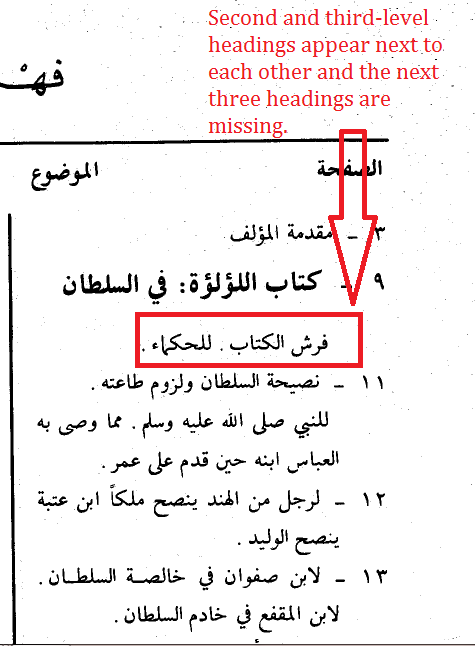 Second and third-level
headings appear next to
each other and the next
three headings are
missing.
فهـ
الصفحة الموضوع
٣ ـ مقدمة المؤلف
٩ ـ كتاب اللؤلؤة: في السلطان
فرش الكتاب . للحكماء .
١١ ـ نصيحة السلطان ولزوم طاعته .
للنبي صلى الله عليه وسلم . مما وصى به
العباس ابنه حين قدم على عمر .
١٢ ـ لرجل من الهند ينصح ملكاً ابن عتبة
ينصح الوليد .
١٣ ـ لابن صفوان في خالصة السلطان .
لابن المقفع في خادم السلطان .